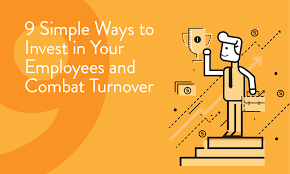 9 Simple Ways to
Invest in Your
Employees and
Combat Turnover